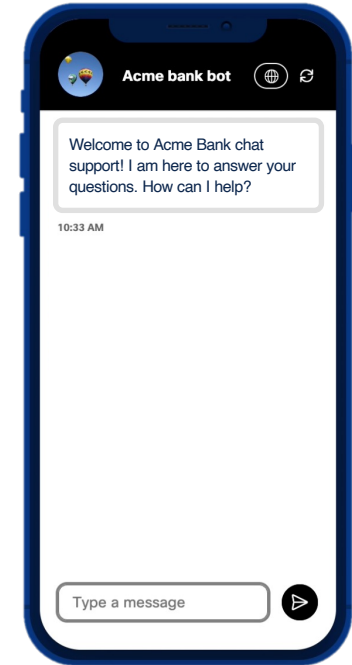 Acme bank bot
Welcome to Acme Bank chat
support! I am here to answer your
questions. How can I help?
10:33 AM
Type a message